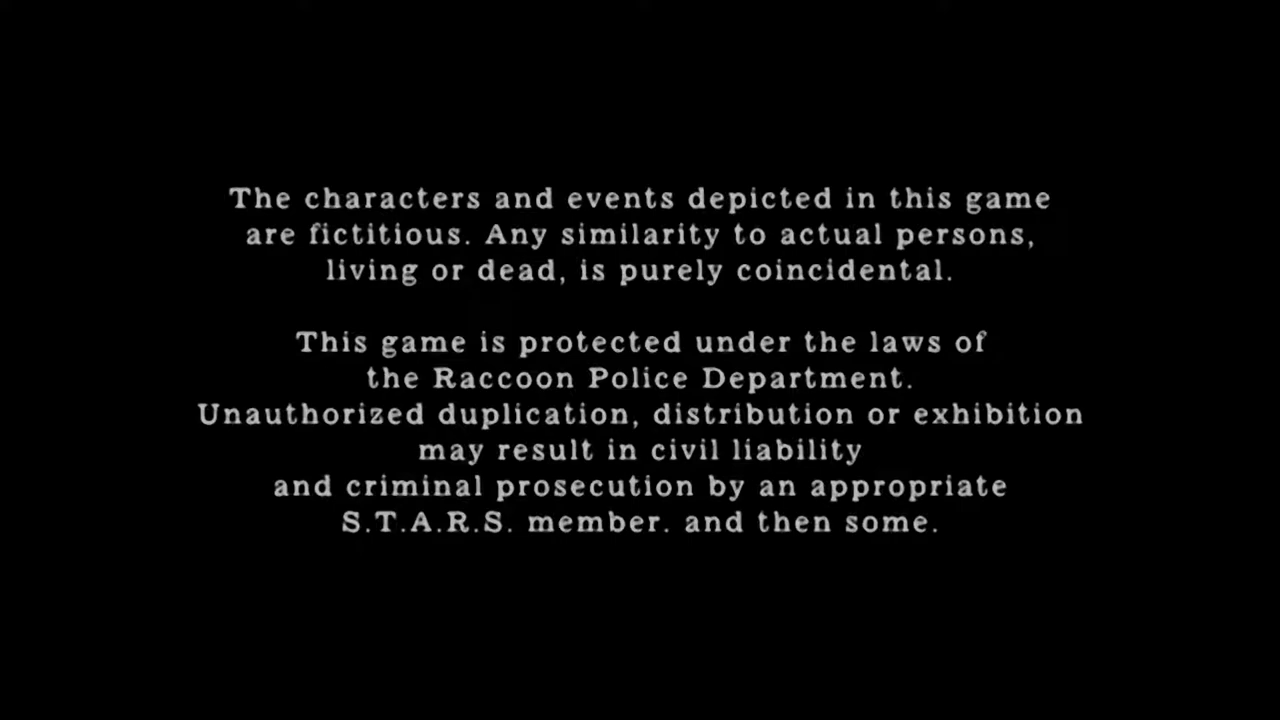 The characters and events depicted in this game
are fictitious. Any similarity to actual persons,
living or dead, is purely coincidental.
This game is protected under the laws of
the Raccoon Police Department.
Unauthorized duplication, distribution or exhibition
may result in civil liability
and criminal prosecution by an appropriate
S.T.A.R.S. member. and then some.